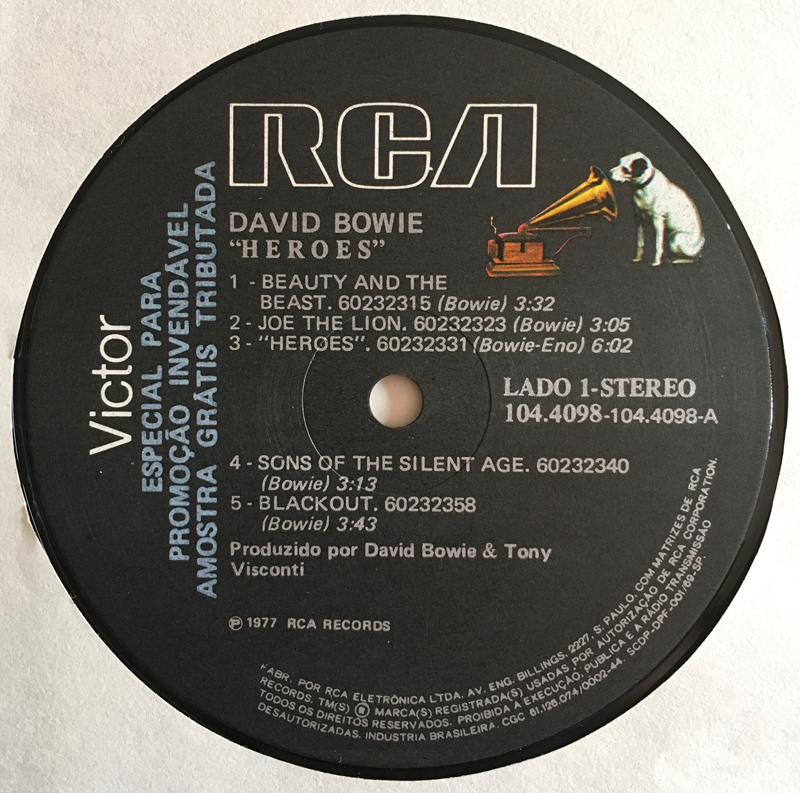 RCA
DAVID BOWIE
“HEROES”
1 - BEAUTY AND THE
BEAST. 60232315 (Bowie) 3:32
2 - JOE THE LION. 60232323 (Bowie) 3:05
3 - “HEROES”. 60232331 (Bowie-Eno) 6:02
LADO 1-STEREO
104.4098-104.4098-A
4 - SONS OF THE SILENT AGE. 60232340
(Bowie) 3:13
5 - BLACKOUT. 60232358
(Bowie) 3:43
Produzido por David Bowie & Tony
Visconti
℗ 1977 RCA RECORDS
Victor
ESPECIAL PARA
PROMOÇÃO INVENDÁVEL
AMOSTRA GRÁTIS TRIBUTADA
FABR. POR RCA ELETRÔNICA LTDA. AV. ENG. BILLINGS, 2227, S. PAULO. COM MATRIZES DE RCA
RECORDS. TM(S) ® MARCA(S) REGISTRADA(S) USADAS POR AUTORIZAÇÃO DE RCA CORPORATION.
TODOS OS DIREITOS RESERVADOS. PROIBIDA A EXECUÇÃO, PUBLICA E A RÁDIO TRANSMISSÃO
DESAUTORIZADAS. INDÚSTRIA BRASILEIRA. CGC 61.126.074/0002-44. SCDP-DPF-001/69-SP.